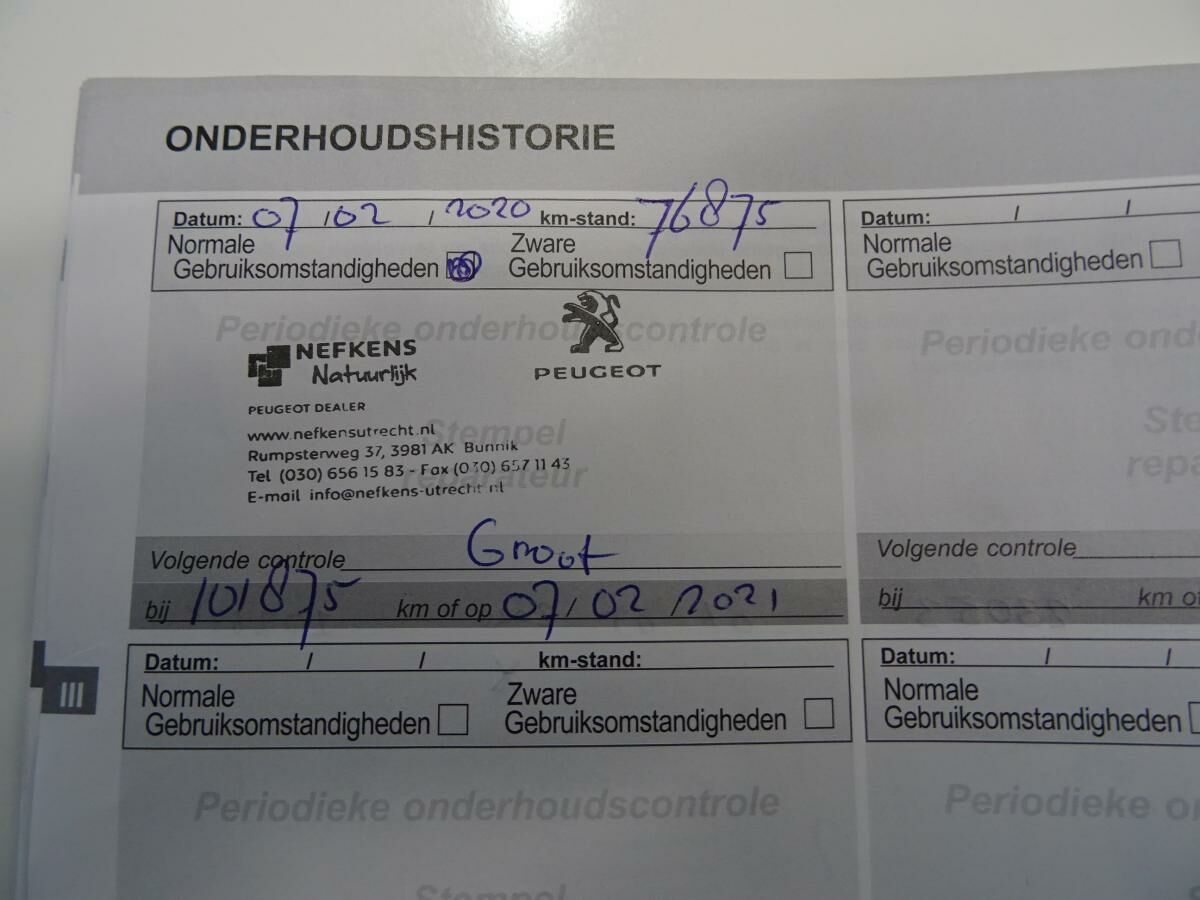 ONDERHOUDSHISTORIE
Datum: 07 / 02 / 2020 km-stand: 76875
Normale Zware
Gebruiksomstandigheden Gebruiksomstandigheden
Periodieke onderhoudscontrole
NEFKENS
Natuurlijk
PEUGEOT
PEUGEOT DEALER
Stempel
www.nefkensutrecht.nl
Rumpsterweg 37, 3981 AK Bunnik
reparateur
Tel (030) 656 15 83 - Fax (030) 657 11 43
E-mail info@nefkens-utrecht.nl
Volgende controle Groot
bij 101875 km of op 07 / 02 / 2021
Datum: / /
Normale
Gebruiksomstandigheden
Periodieke
Volgende controle
bij km
III
Datum: / / km-stand:
Normale Zware
Gebruiksomstandigheden Gebruiksomstandigheden
Periodieke onderhoudscontrole
Stempel
Datum: / /
Normale
Gebruiksomstandigheden
Periodieke